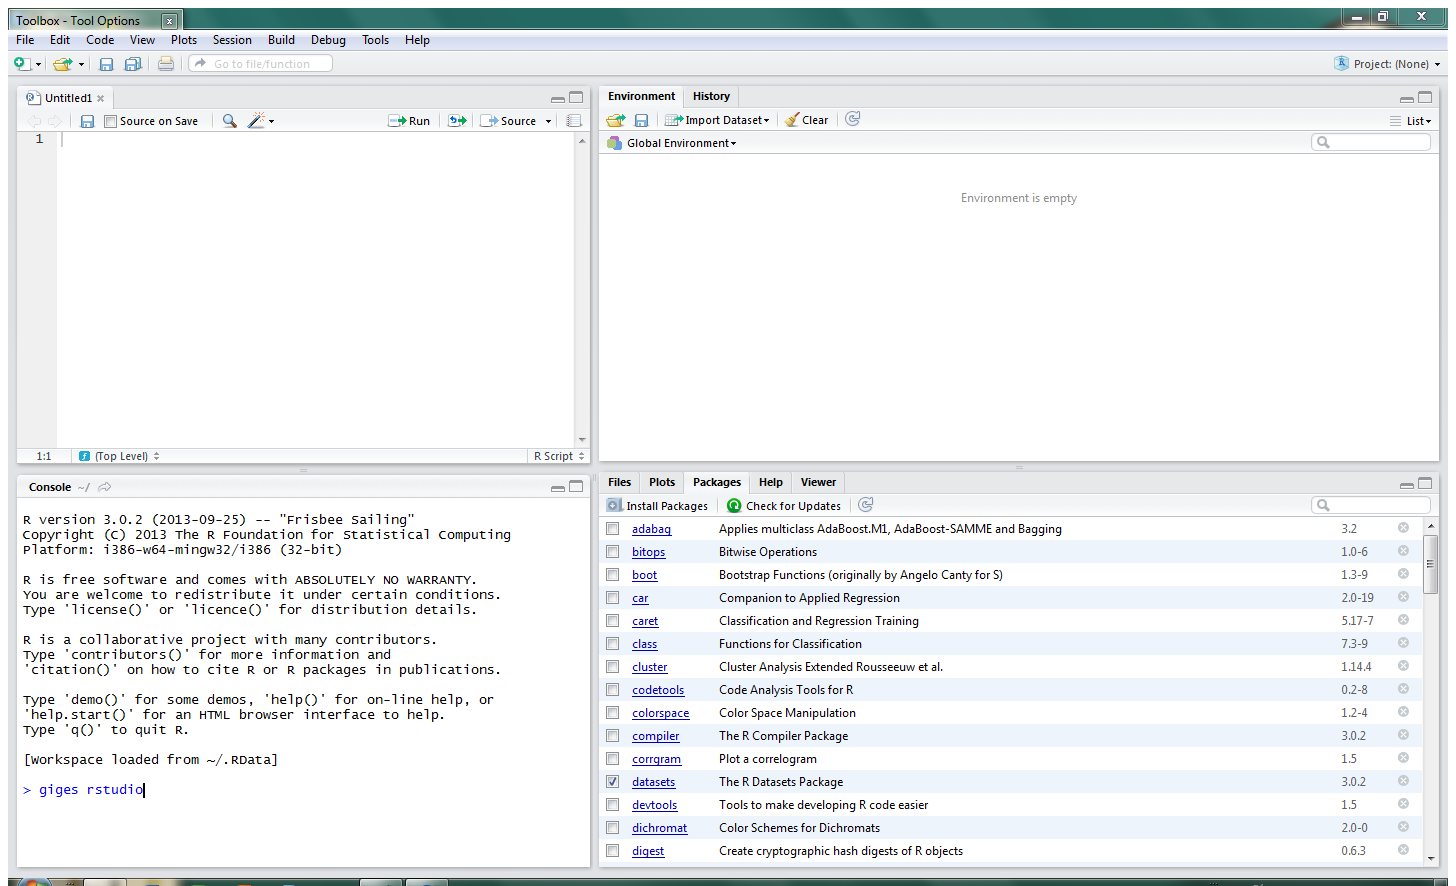 Toolbox - Tool Options
File Edit Code View Plots Session Build Debug Tools Help
Go to file/function
Project: (None)
Untitled1
Source on Save
Run
Source
1
1:1
(Top Level)
R Script
Console ~/
R version 3.0.2 (2013-09-25) -- "Frisbee Sailing"
Copyright (C) 2013 The R Foundation for Statistical Computing
Platform: i386-w64-mingw32/i386 (32-bit)
R is free software and comes with ABSOLUTELY NO WARRANTY.
You are welcome to redistribute it under certain conditions.
Type 'license()' or 'licence()' for distribution details.
R is a collaborative project with many contributors.
Type 'contributors()' for more information and
'citation()' on how to cite R or R packages in publications.
Type 'demo()' for some demos, 'help()' for on-line help, or
'help.start()' for an HTML browser interface to help.
Type 'q()' to quit R.
[Workspace loaded from ~/.RData]
> giges rstudio
Environment History
Import Dataset
Clear
List
Global Environment
Environment is empty
Files Plots Packages Help Viewer
Install Packages Check for Updates
adabag Applies multiclass AdaBoost.M1, AdaBoost-SAMME and Bagging 3.2
bitops Bitwise Operations 1.0-6
boot Bootstrap Functions (originally by Angelo Canty for S) 1.3-9
car Companion to Applied Regression 2.0-19
caret Classification and Regression Training 5.17-7
class Functions for Classification 7.3-9
cluster Cluster Analysis Extended Rousseeuw et al. 1.14.4
codetools Code Analysis Tools for R 0.2-8
colorspace Color Space Manipulation 1.2-4
compiler The R Compiler Package 3.0.2
corrgram Plot a correlogram 1.5
datasets The R Datasets Package 3.0.2
devtools Tools to make developing R code easier 1.5
dichromat Color Schemes for Dichromats 2.0-0
digest Create cryptographic hash digests of R objects 0.6.3